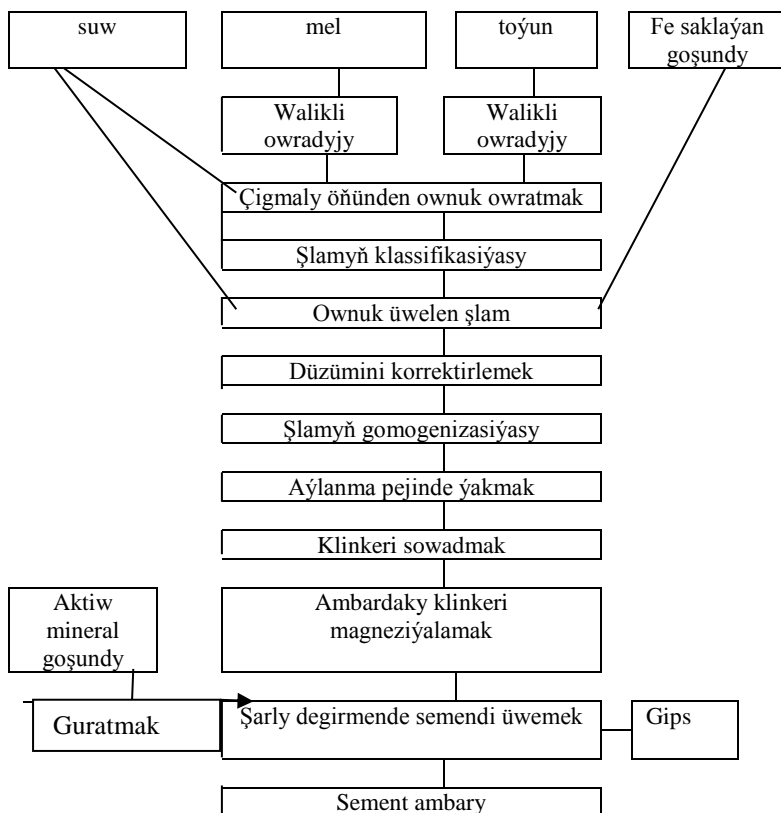 suw
mel
toýun
Fe saklaýan
goşundy
Walikli
owradyjy
Walikli
owradyjy
Çigmaly öňünden ownuk owratmak
Şlamyň klassifikasiýasy
Ownuk üwelen şlam
Düzümini korrektirlemek
Şlamyň gomogenizasiýasy
Aýlanma pejinde ýakmak
Klinkeri sowadmak
Aktiw
mineral
goşundy
Ambardaky klinkeri
magneziýalamak
Guratmak
Şarly degirmende semendi üwemek
Gips
Sement ambary